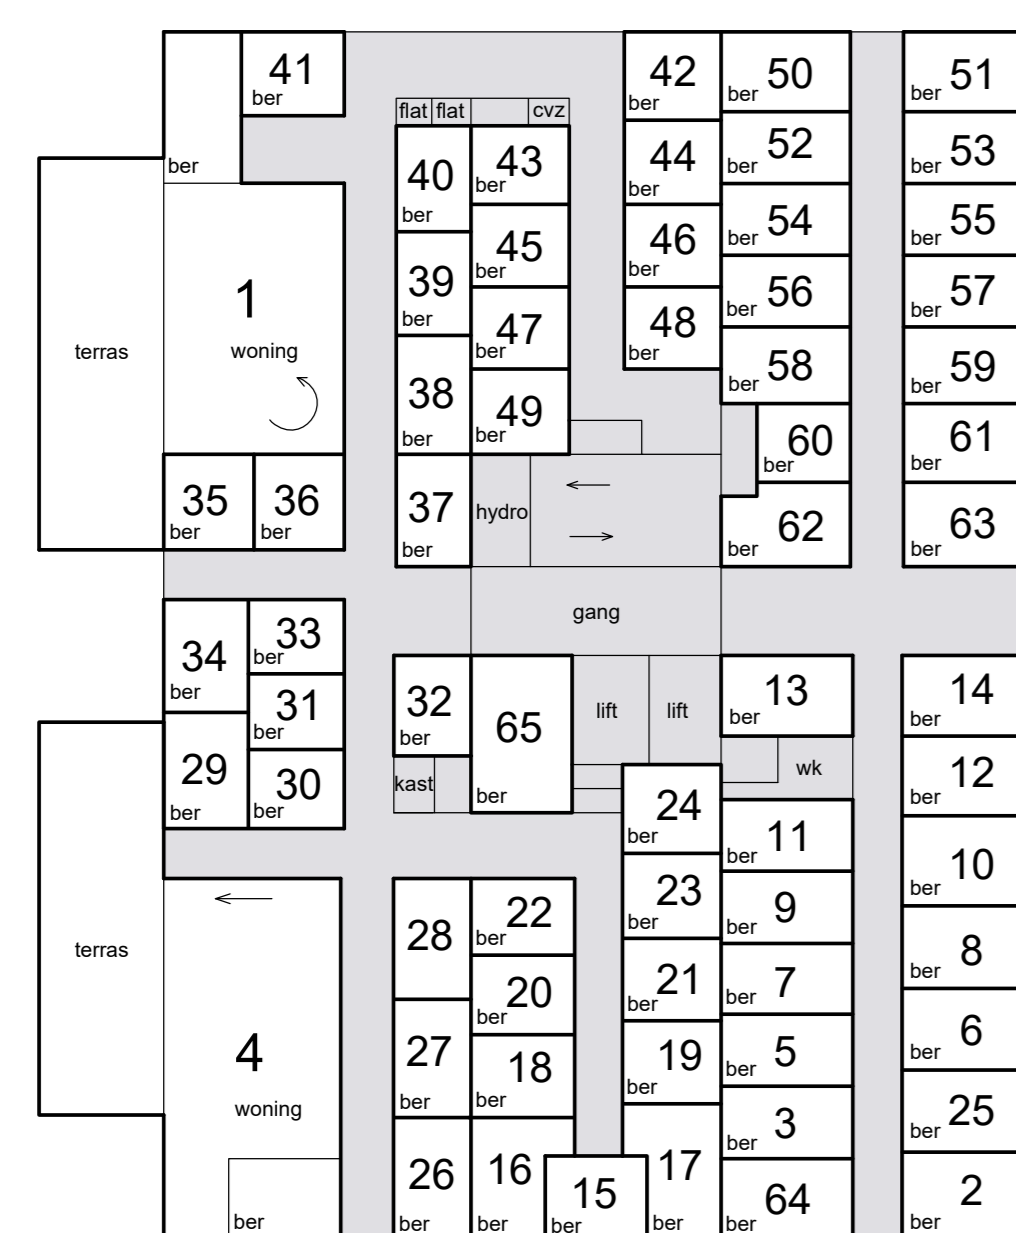 41
ber
ber
42
ber
50
ber
51
ber
flat
flat
cvz
40
ber
43
ber
44
ber
52
ber
53
ber
39
ber
45
ber
46
ber
54
ber
55
ber
1
woning
terras
47
ber
48
ber
56
ber
57
ber
38
ber
49
ber
58
ber
59
ber
60
ber
61
ber
35
ber
36
ber
37
ber
hydro
62
ber
63
ber
gang
34
ber
33
ber
31
ber
32
ber
65
ber
lift
lift
13
ber
14
ber
29
ber
30
ber
kast
wk
12
ber
24
ber
11
ber
10
ber
28
22
ber
23
ber
9
ber
8
ber
terras
20
ber
21
ber
7
ber
6
ber
4
woning
27
ber
18
ber
19
ber
5
ber
3
ber
25
ber
ber
26
ber
16
ber
15
ber
17
ber
64
ber
2
ber